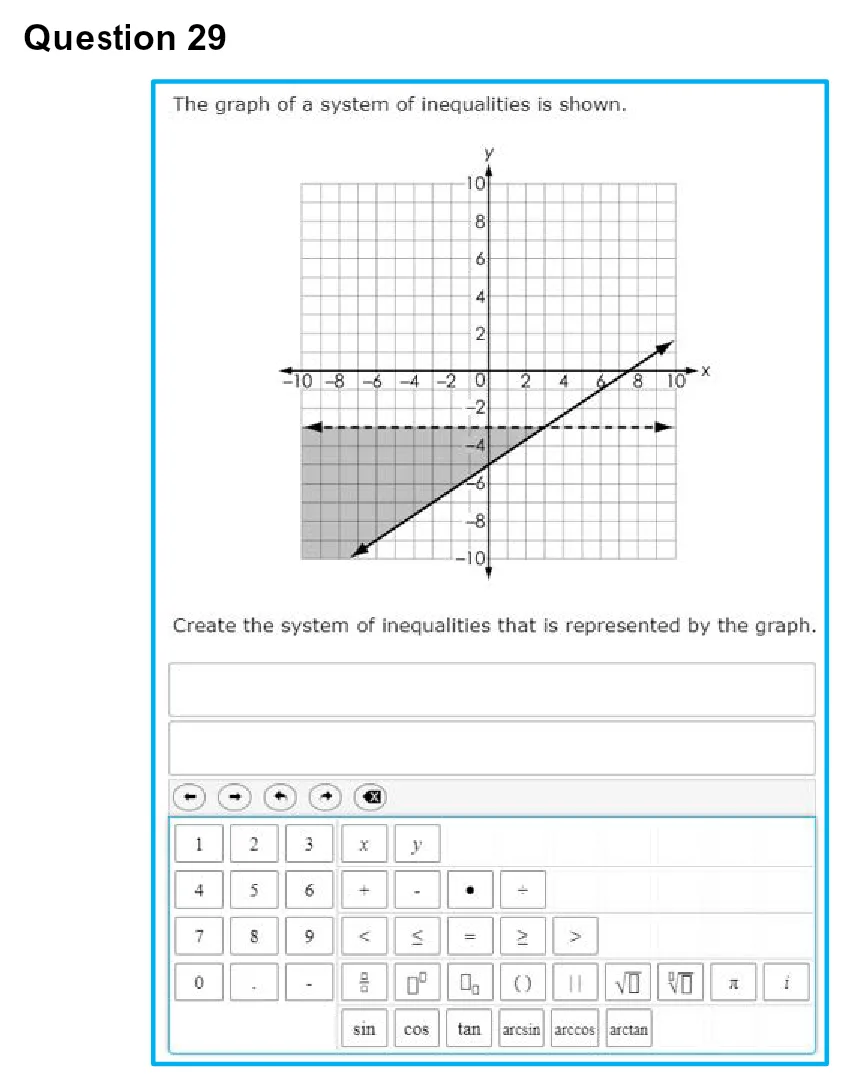 Question 29
The graph of a system of inequalities is shown.
y
10
8
6
4
2
-10 -8 -6 -4 -2 0 2 4 6 8 10 x
-2
-4
-6
-8
-10
Create the system of inequalities that is represented by the graph.
1 2 3 x y
4 5 6 + - • ÷
7 8 9 < ≤ = ≥ >
0 . - ▯/▯ ▯^▯ ▯_▯ () || √▯ ▯√▯ π i
sin cos tan arcsin arccos arctan